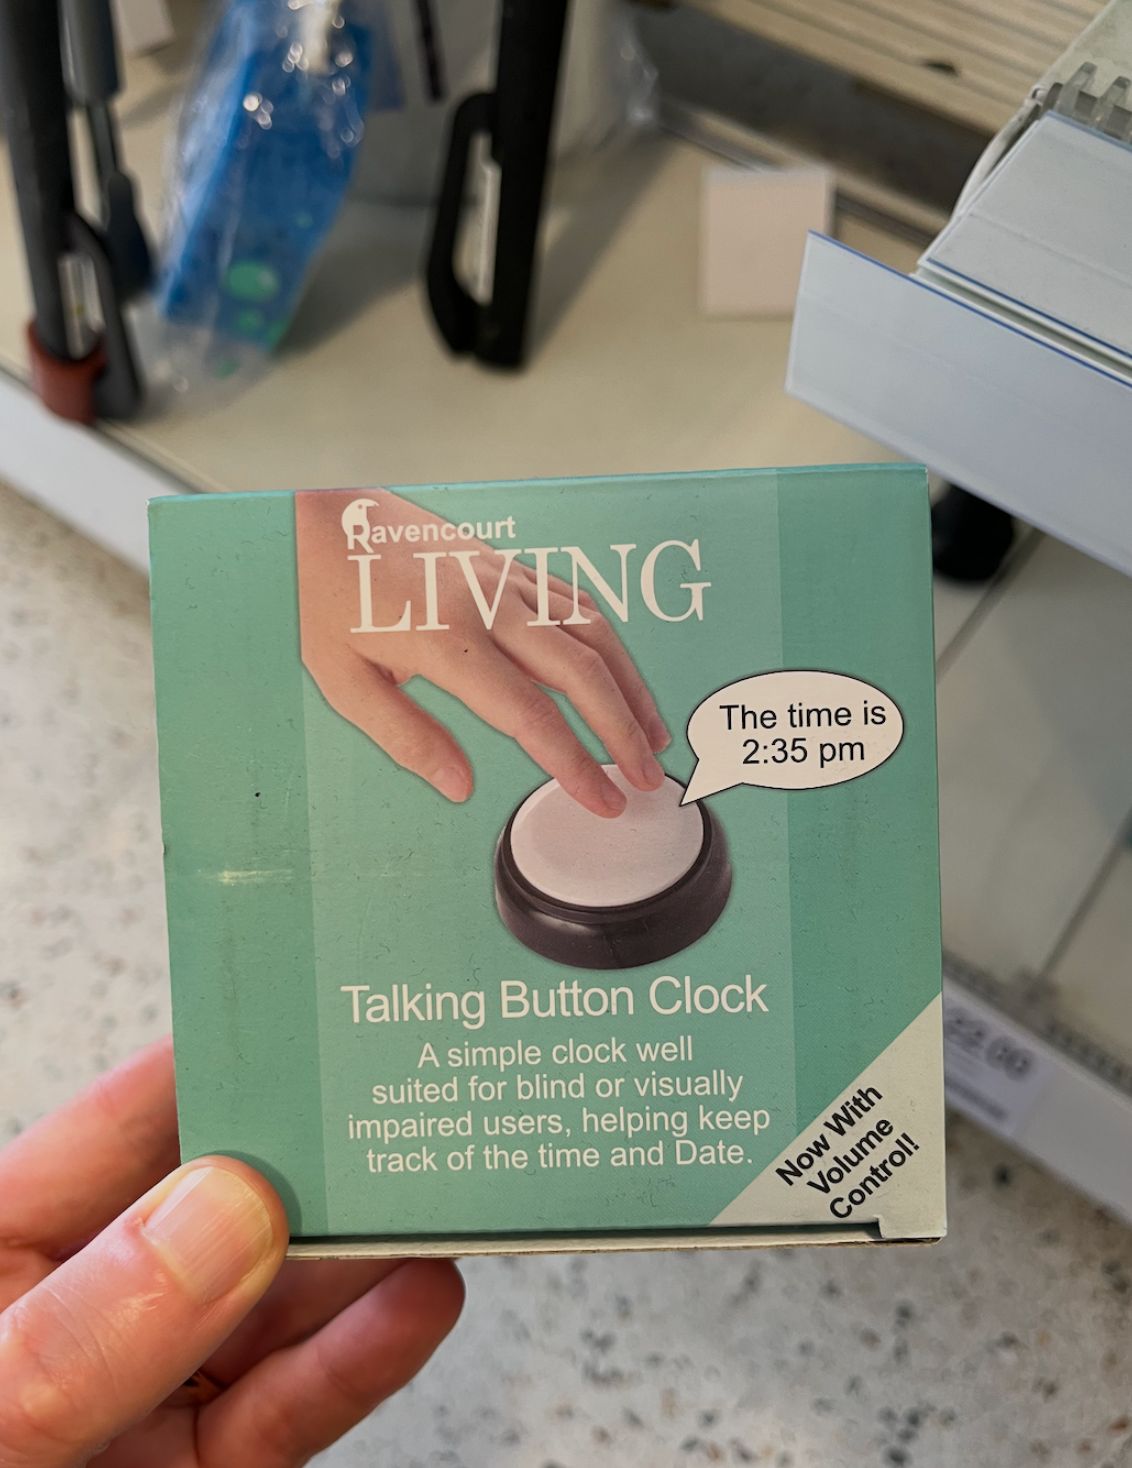 Ravencourt
LIVING
The time is
2:35 pm
Talking Button Clock
A simple clock well
suited for blind or visually
impaired users, helping keep
track of the time and Date.
Now With
Volume
Control!